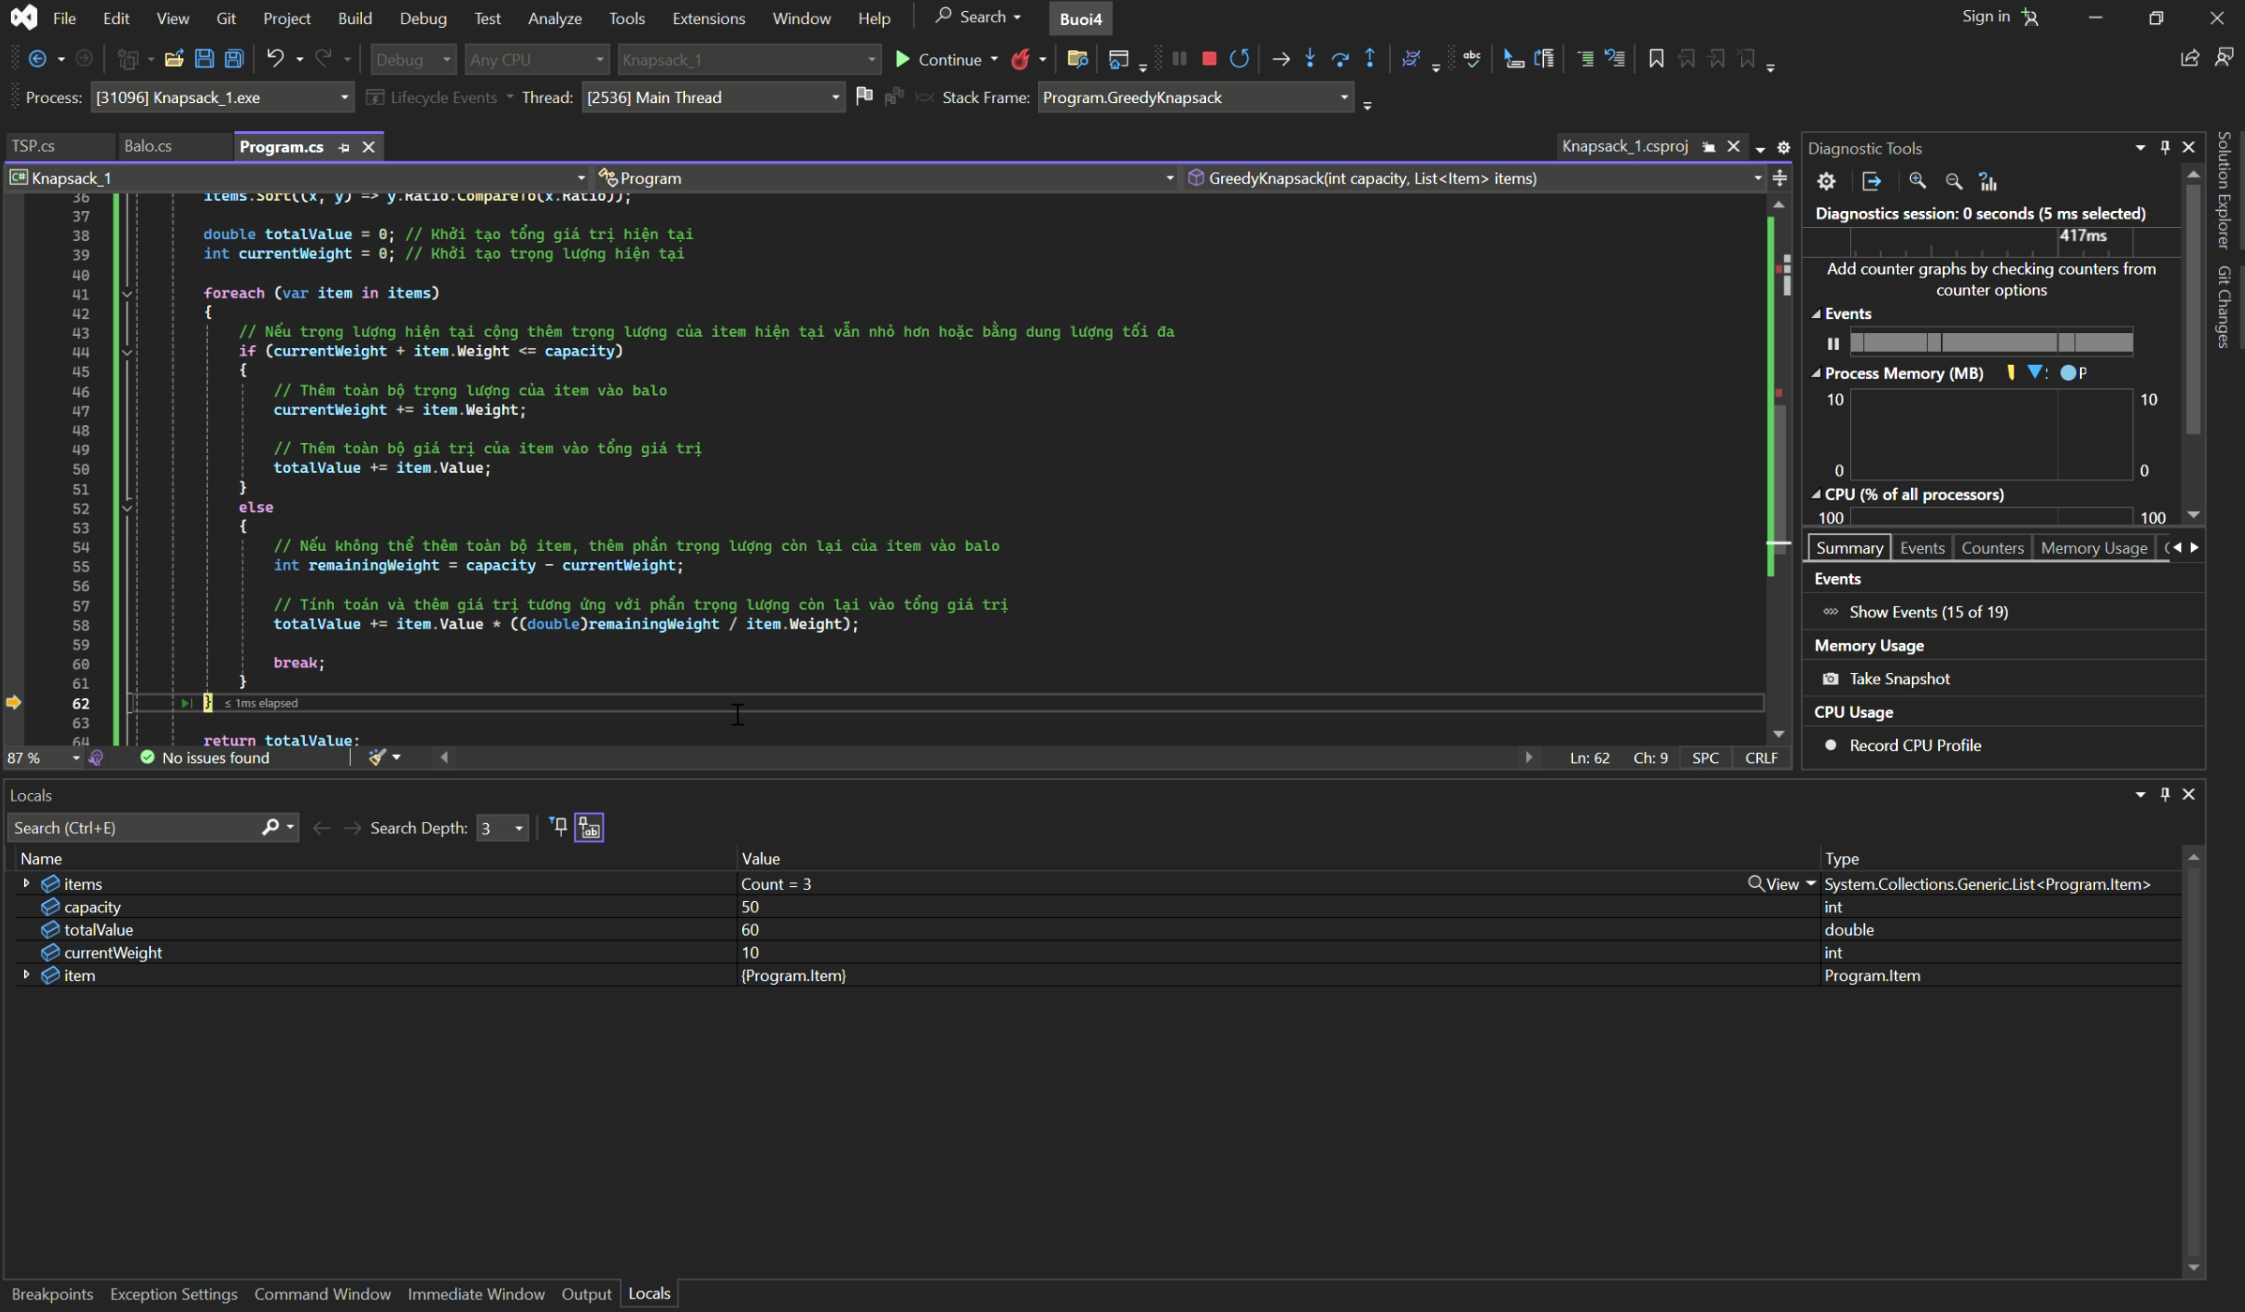 File Edit View Git Project Build Debug Test Analyze Tools Extensions Window Help Search Buoi4 Sign in
Debug Any CPU Knapsack_1 Continue
Process: [31096] Knapsack_1.exe Lifecycle Events Thread: [2536] Main Thread Stack Frame: Program.GreedyKnapsack
TSP.cs Balo.cs Program.cs Knapsack_1.csproj
Knapsack_1 Program GreedyKnapsack(int capacity, List<Item> items)
36 items.Sort((x, y) => y.Ratio.CompareTo(x.Ratio));
37
38 double totalValue = 0; // Khởi tạo tổng giá trị hiện tại
39 int currentWeight = 0; // Khởi tạo trọng lượng hiện tại
40
41 foreach (var item in items)
42 {
43 // Nếu trọng lượng hiện tại cộng thêm trọng lượng của item hiện tại vẫn nhỏ hơn hoặc bằng dung lượng tối đa
44 if (currentWeight + item.Weight <= capacity)
45 {
46 // Thêm toàn bộ trọng lượng của item vào balo
47 currentWeight += item.Weight;
48
49 // Thêm toàn bộ giá trị của item vào tổng giá trị
50 totalValue += item.Value;
51 }
52 else
53 {
54 // Nếu không thể thêm toàn bộ item, thêm phần trọng lượng còn lại của item vào balo
55 int remainingWeight = capacity - currentWeight;
56
57 // Tính toán và thêm giá trị tương ứng với phần trọng lượng còn lại vào tổng giá trị
58 totalValue += item.Value * ((double)remainingWeight / item.Weight);
59
60 break;
61 }
62 } ≤ 1ms elapsed
63
64 return totalValue;
87 % No issues found Ln: 62 Ch: 9 SPC CRLF
Diagnostic Tools
Diagnostics session: 0 seconds (5 ms selected)
417ms
Add counter graphs by checking counters from
counter options
Events
Process Memory (MB) P
10 10
0 0
CPU (% of all processors)
100 100
Summary Events Counters Memory Usage
Events
Show Events (15 of 19)
Memory Usage
Take Snapshot
CPU Usage
Record CPU Profile
Solution Explorer
Git Changes
Locals
Search (Ctrl+E) Search Depth: 3
Name Value Type
items Count = 3 View System.Collections.Generic.List<Program.Item>
capacity 50 int
totalValue 60 double
currentWeight 10 int
item {Program.Item} Program.Item
Breakpoints Exception Settings Command Window Immediate Window Output Locals